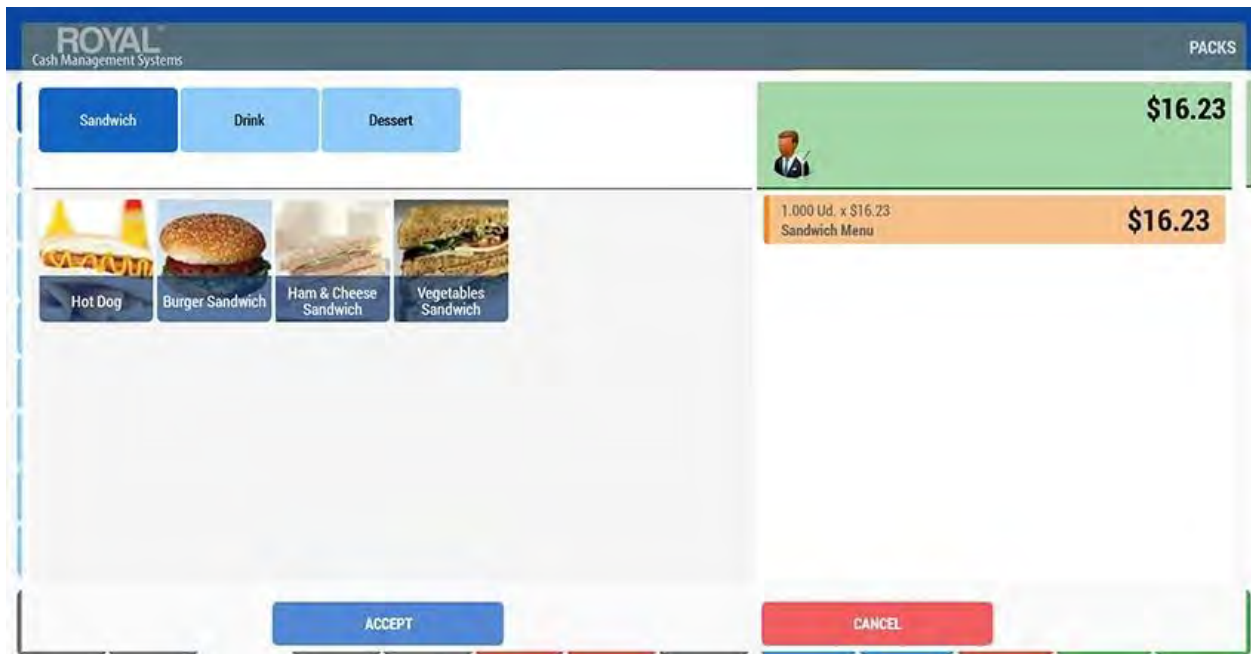 ROYAL
Cash Management Systems
PACKS
Sandwich
Drink
Dessert
$16.23
1.000 Ud. x $16.23
Sandwich Menu
$16.23
Hot Dog
Burger Sandwich
Ham & Cheese
Sandwich
Vegetables
Sandwich
ACCEPT
CANCEL